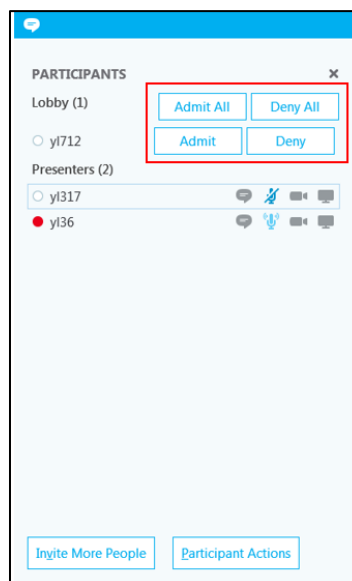 PARTICIPANTS
Lobby (1) Admit All Deny All
yl712 Admit Deny
Presenters (2)
yl317
yl36
Invite More People Participant Actions